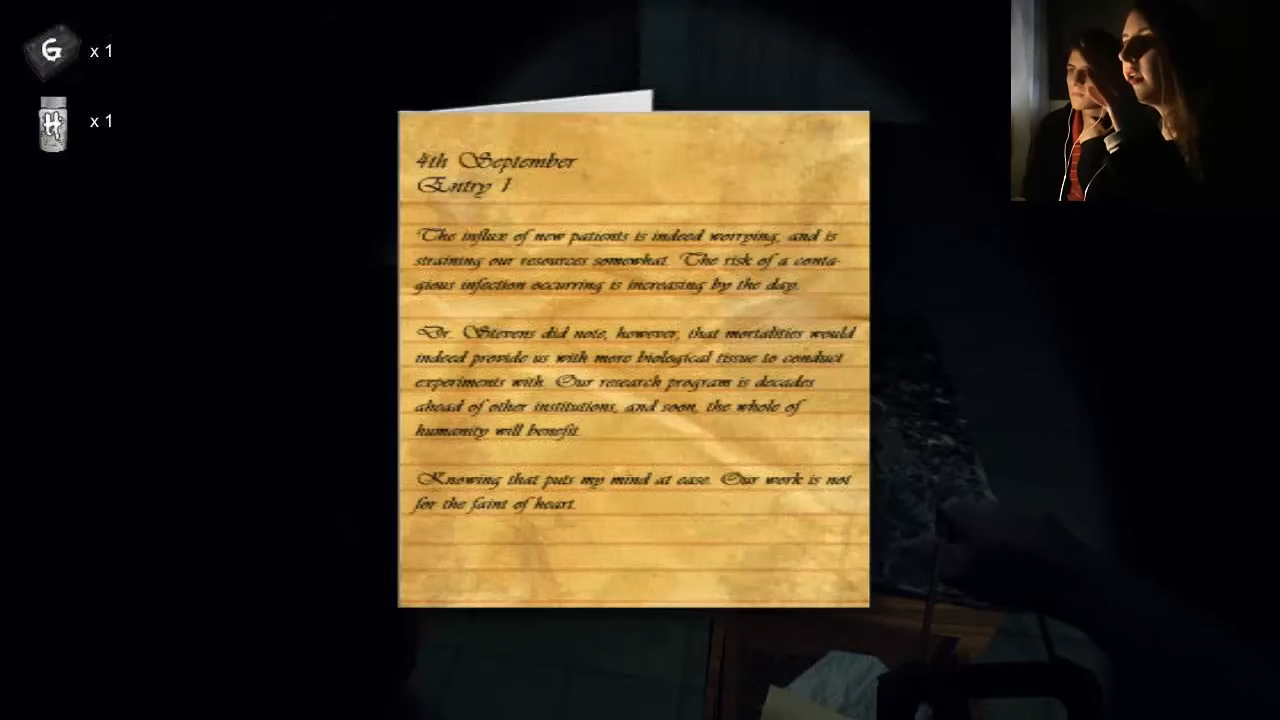 G x 1
H x 1
4th September
Entry 1
The influx of new patients is indeed worrying, and is
straining our resources somewhat. The risk of a conta-
gious infection occurring is increasing by the day.
Dr. Stevens did note, however, that mortalities would
indeed provide us with more biological tissue to conduct
experiments with. Our research program is decades
ahead of other institutions, and soon, the whole of
humanity will benefit.
Knowing that puts my mind at ease. Our work is not
for the faint of heart.